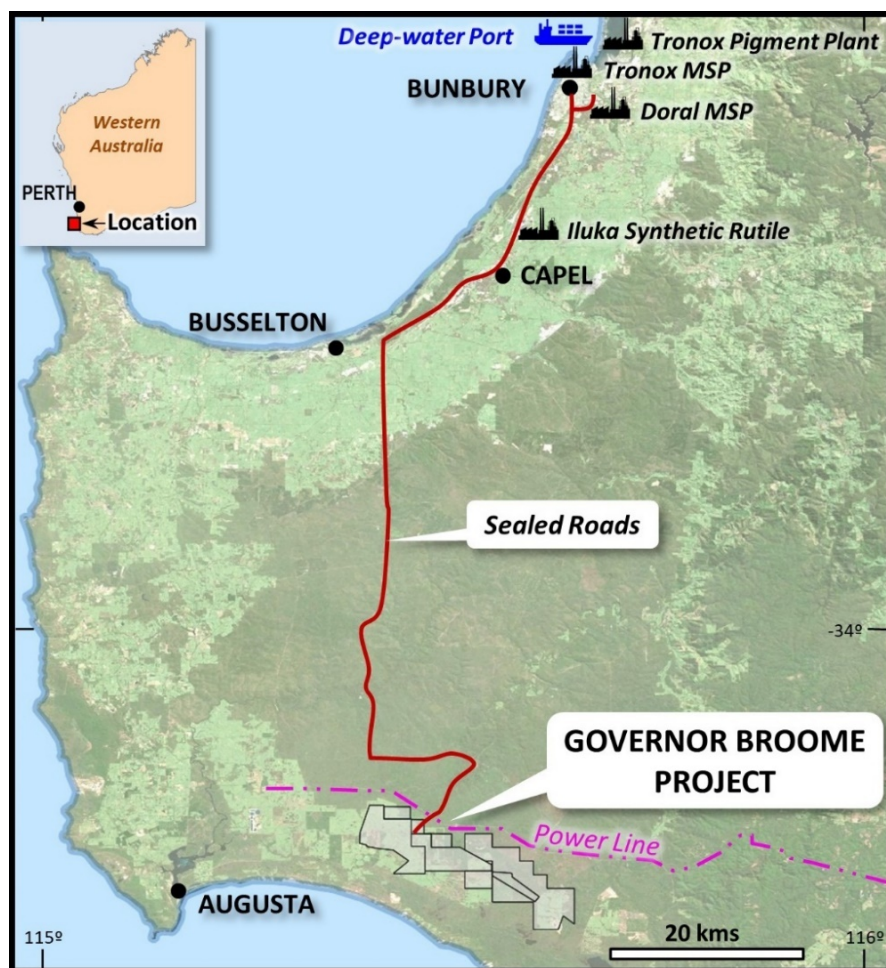 Deep-water Port
Tronox Pigment Plant
Tronox MSP
BUNBURY
Doral MSP
Western
Australia
PERTH
Location
Iluka Synthetic Rutile
CAPEL
BUSSELTON
Sealed Roads
-34º
GOVERNOR BROOME
PROJECT
Power Line
AUGUSTA
115º
20 kms
116º